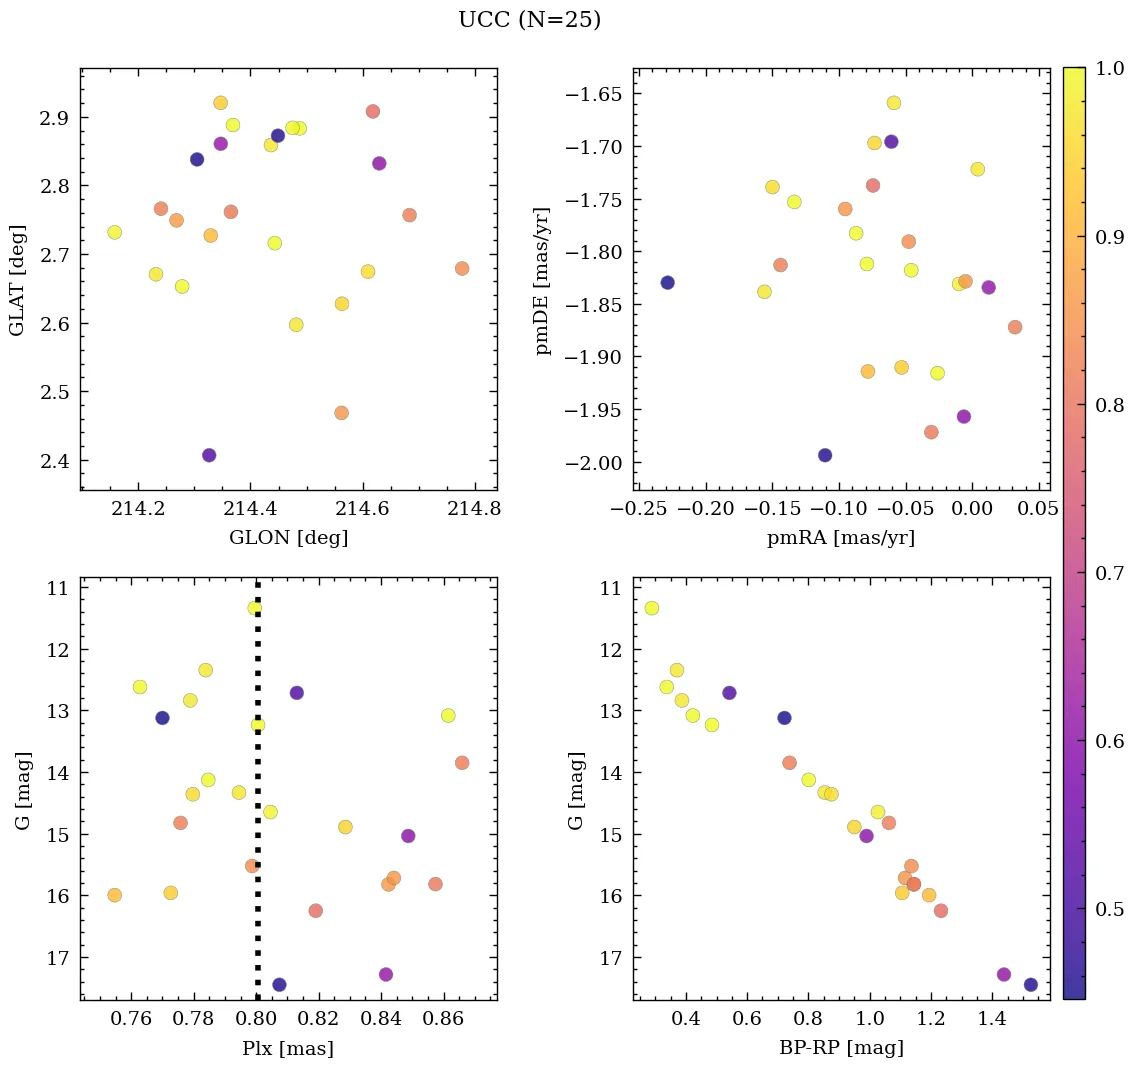 UCC (N=25)
2.9
2.8
2.7
2.6
2.5
2.4
GLAT [deg]
214.2 214.4 214.6 214.8
GLON [deg]
−1.65
−1.70
−1.75
−1.80
−1.85
−1.90
−1.95
−2.00
pmDE [mas/yr]
−0.25 −0.20 −0.15 −0.10 −0.05 0.00 0.05
pmRA [mas/yr]
11
12
13
14
15
16
17
G [mag]
0.76 0.78 0.80 0.82 0.84 0.86
Plx [mas]
11
12
13
14
15
16
17
G [mag]
0.4 0.6 0.8 1.0 1.2 1.4
BP-RP [mag]
1.0
0.9
0.8
0.7
0.6
0.5